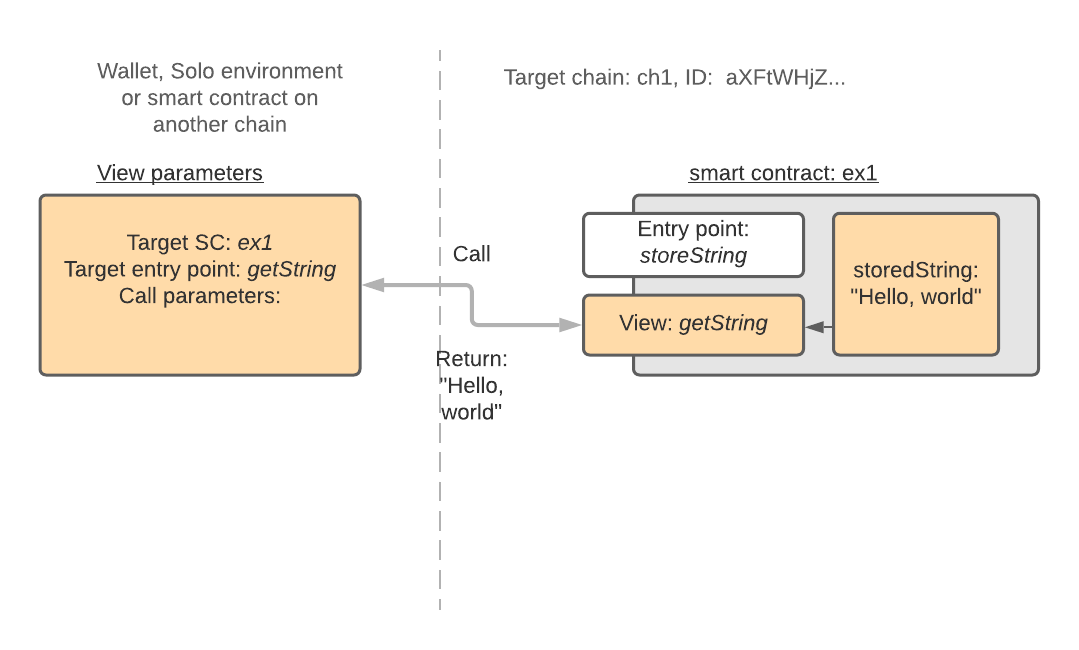 Wallet, Solo environment
or smart contract on
another chain
Target chain: ch1, ID:  aXFtWHjZ...
View parameters
Target SC: ex1
Target entry point: getString
Call parameters:
Call
Return:
"Hello,
world"
smart contract: ex1
Entry point:
storeString
View: getString
storedString:
"Hello, world"